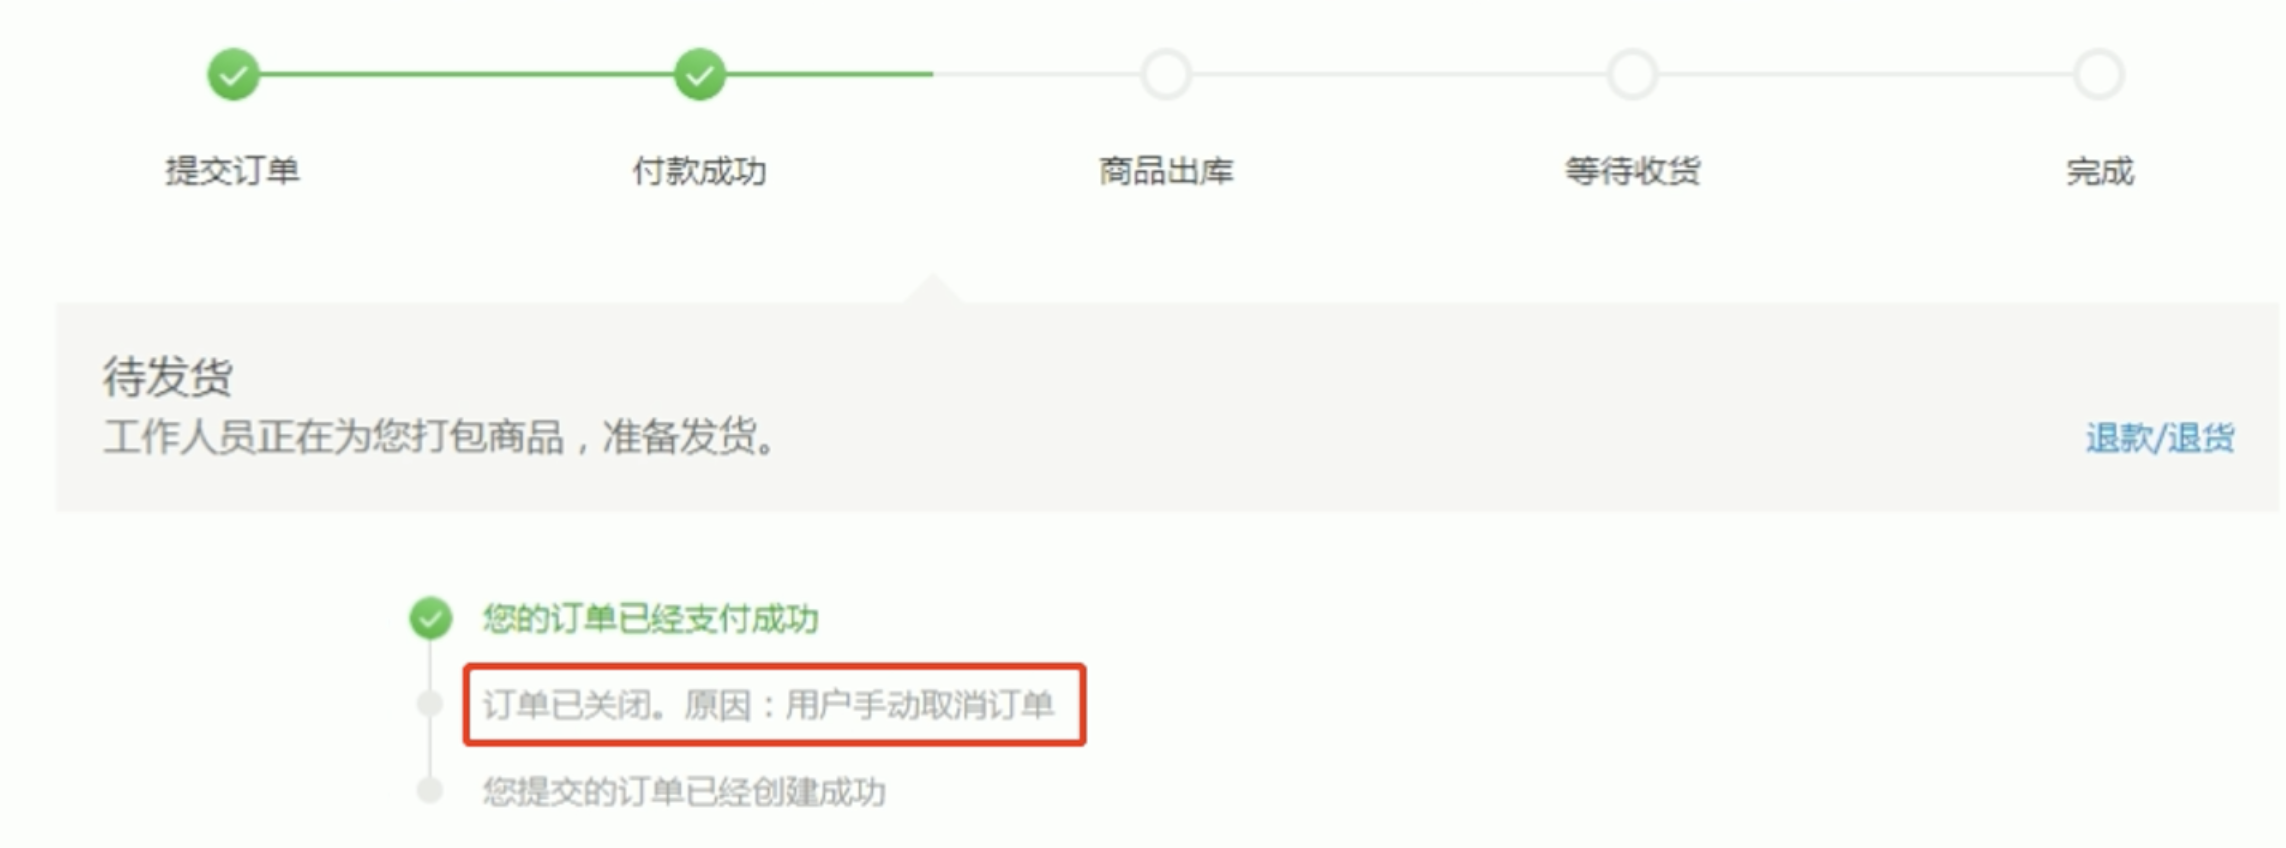 提交订单 付款成功 商品出库 等待收货 完成
待发货
工作人员正在为您打包商品，准备发货。 退款/退货
您的订单已经支付成功
订单已关闭。原因：用户手动取消订单
您提交的订单已经创建成功